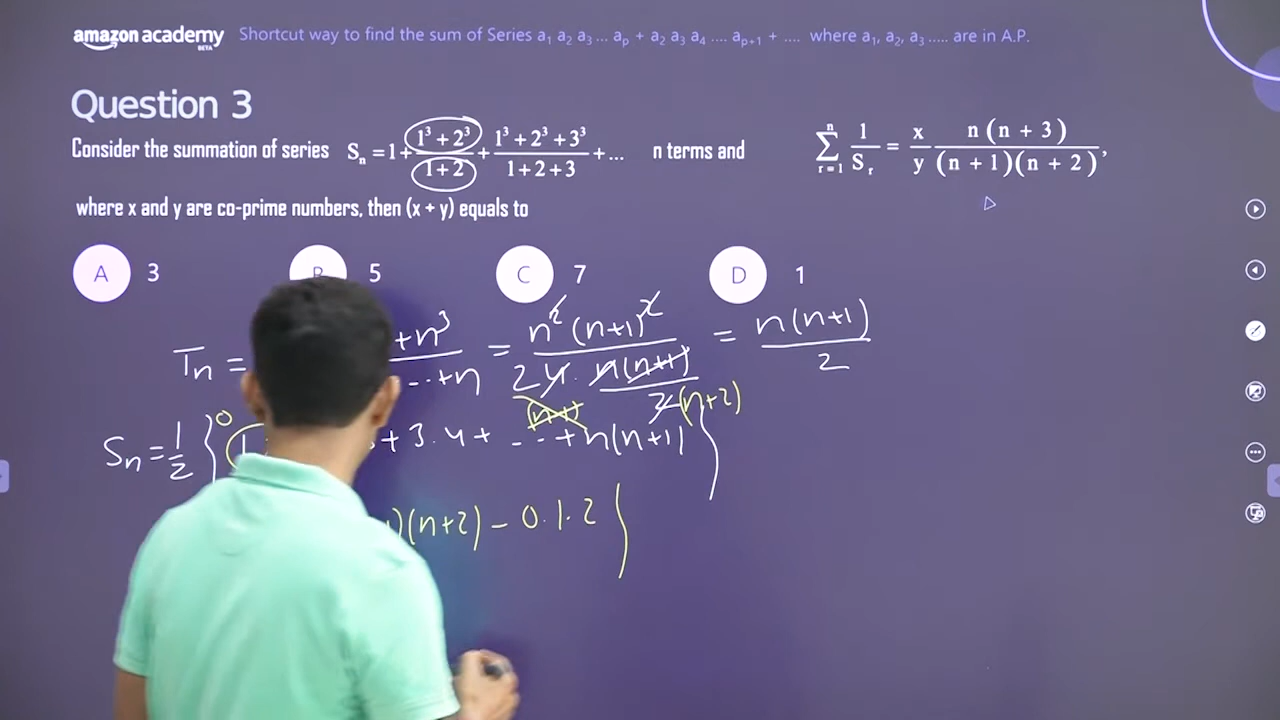 amazon academy
BETA
Shortcut way to find the sum of Series a₁ a₂ a₃ ... aₚ + a₂ a₃ a₄ .... aₚ₊₁ + .... where a₁, a₂, a₃ ..... are in A.P.
Question 3
Consider the summation of series Sₙ = 1 + (1³ + 2³)/(1 + 2) + (1³ + 2³ + 3³)/(1 + 2 + 3) + ... n terms and ∑ᵣ₌₁ⁿ 1/Sᵣ = x/y n(n + 3)/((n + 1)(n + 2)),
where x and y are co-prime numbers, then (x + y) equals to
A 3 B 5 C 7 D 1
Tₙ = +n³/...+n = n²(n+1)²/(2 4. n(n+1)/2) = n(n+1)/2
(n+1) (n+2)
0
Sₙ = 1/2 { + 3.4 + ...+n(n+1) }
)(n+2) - 0.1.2 }